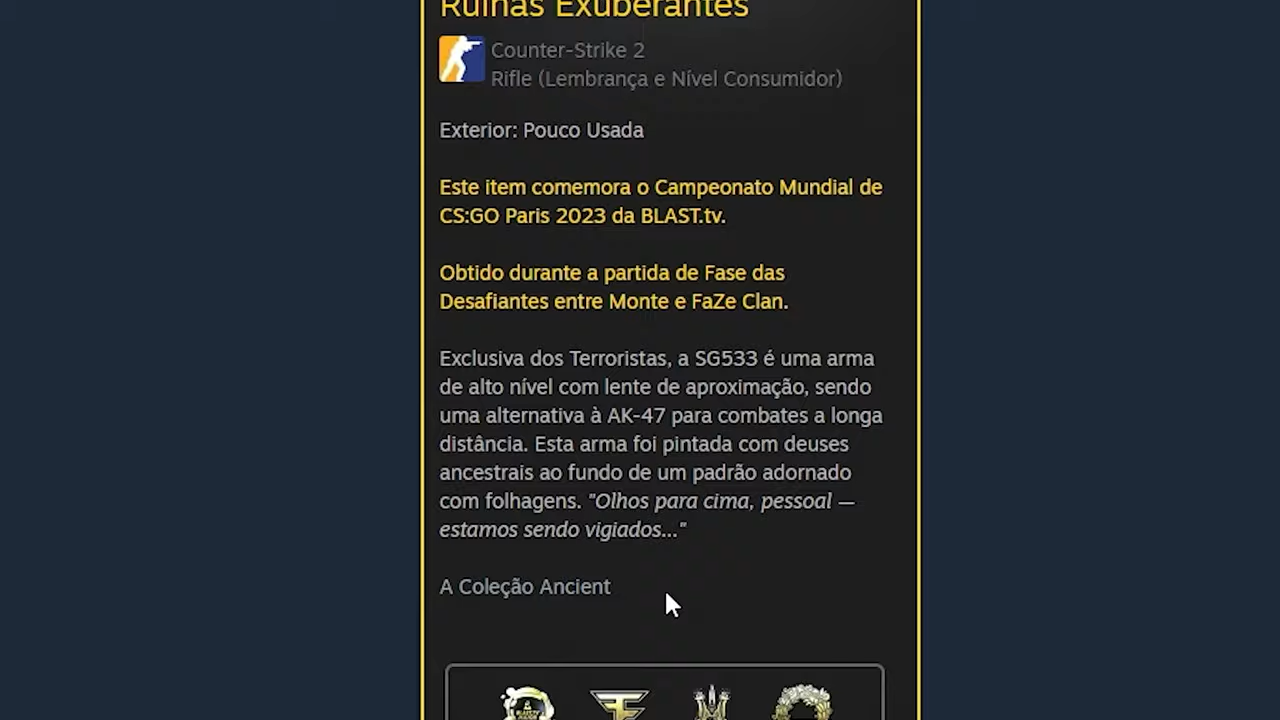 Ruínas Exuberantes
Counter-Strike 2
Rifle (Lembrança e Nível Consumidor)
Exterior: Pouco Usada
Este item comemora o Campeonato Mundial de
CS:GO Paris 2023 da BLAST.tv.
Obtido durante a partida de Fase das
Desafiantes entre Monte e FaZe Clan.
Exclusiva dos Terroristas, a SG533 é uma arma
de alto nível com lente de aproximação, sendo
uma alternativa à AK-47 para combates a longa
distância. Esta arma foi pintada com deuses
ancestrais ao fundo de um padrão adornado
com folhagens. "Olhos para cima, pessoal —
estamos sendo vigiados..."
A Coleção Ancient